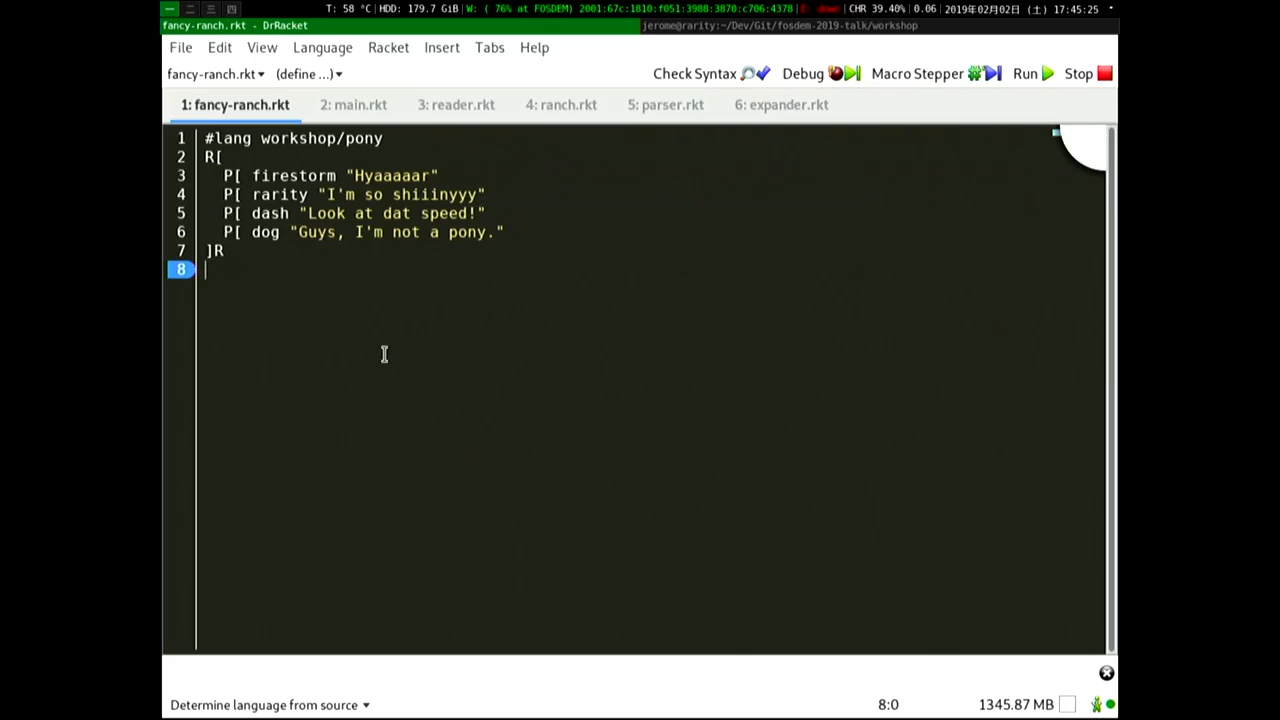 一 二 三 四 T: 58 °C|HDD: 179.7 GiB|W: ( 76% at FOSDEM) 2001:67c:1810:f051:3988:3870:c706:4378|E: down|CHR 39.40%|0.06|2019年02月02日 (土) 17:45:25
fancy-ranch.rkt - DrRacket jerome@rarity:~/Dev/Git/fosdem-2019-talk/workshop
File Edit View Language Racket Insert Tabs Help
fancy-ranch.rkt (define ...) Check Syntax Debug Macro Stepper Run Stop
1: fancy-ranch.rkt 2: main.rkt 3: reader.rkt 4: ranch.rkt 5: parser.rkt 6: expander.rkt
1 #lang workshop/pony
2 R[
3 P[ firestorm "Hyaaaaar"
4 P[ rarity "I'm so shiiinyyy"
5 P[ dash "Look at dat speed!"
6 P[ dog "Guys, I'm not a pony."
7 ]R
8
Determine language from source 8:0 1345.87 MB